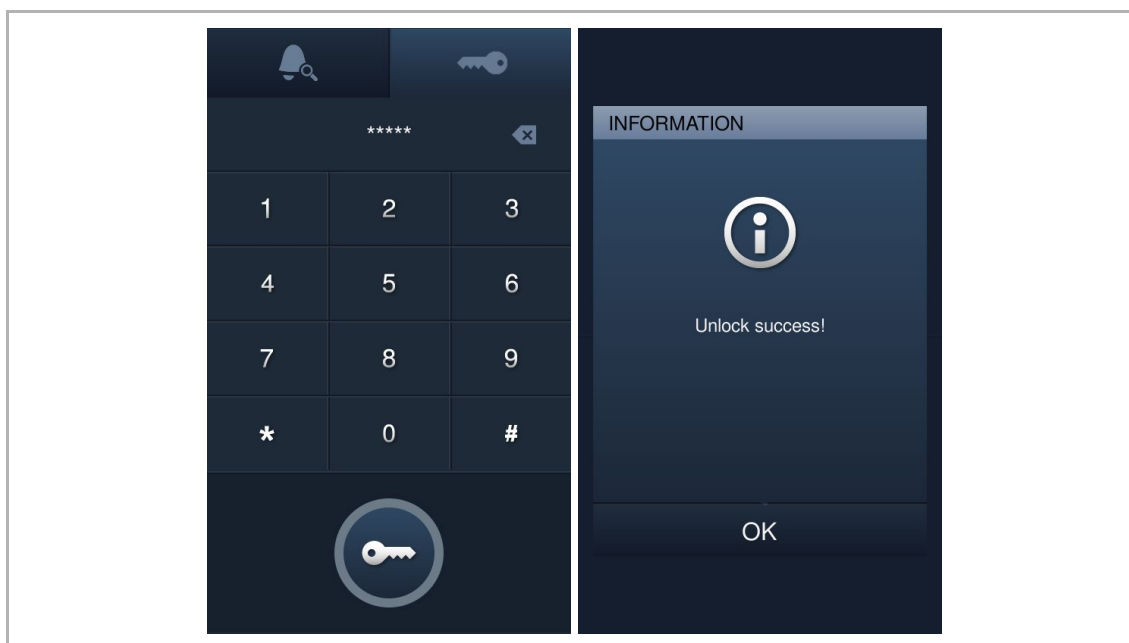 *****
1 2 3
4 5 6
7 8 9
* 0 #
INFORMATION
Unlock success!
OK